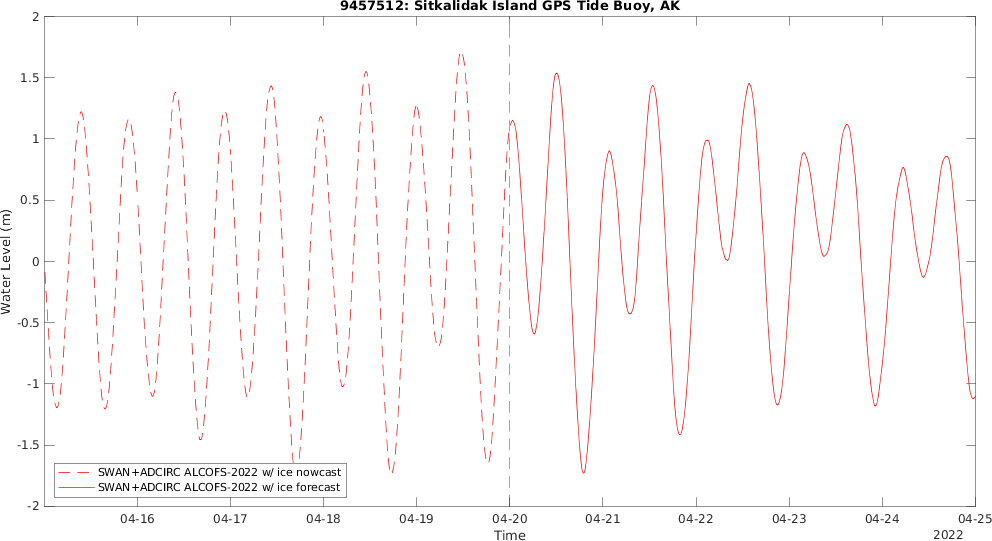 9457512: Sitkalidak Island GPS Tide Buoy, AK
2
1.5
1
0.5
0
-0.5
-1
-1.5
-2
Water Level (m)
SWAN+ADCIRC ALCOFS-2022 w/ ice nowcast
SWAN+ADCIRC ALCOFS-2022 w/ ice forecast
04-16 04-17 04-18 04-19 04-20 04-21 04-22 04-23 04-24 04-25
Time
2022